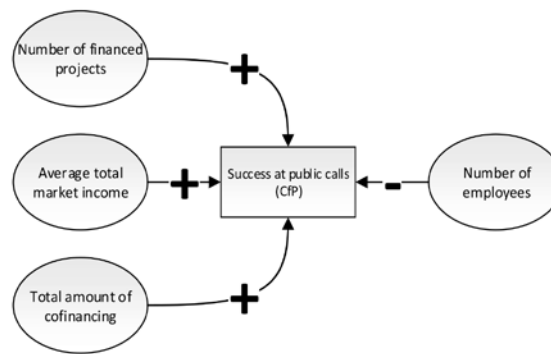 Number of financed
projects
+
Average total
market income
+
Success at public calls
(CfP)
-
Number of
employees
Total amount of
cofinancing
+